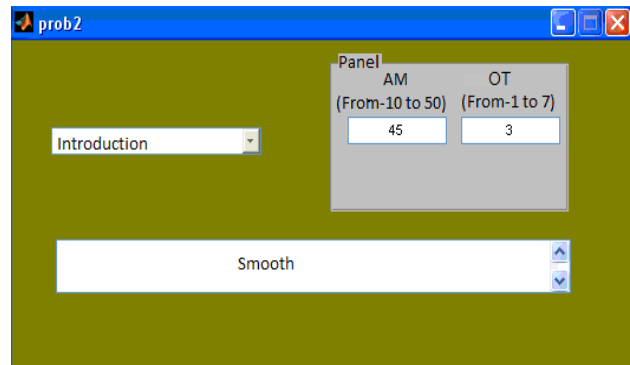 prob2
Panel
AM OT
(From-10 to 50) (From-1 to 7)
45 3
Introduction
Smooth